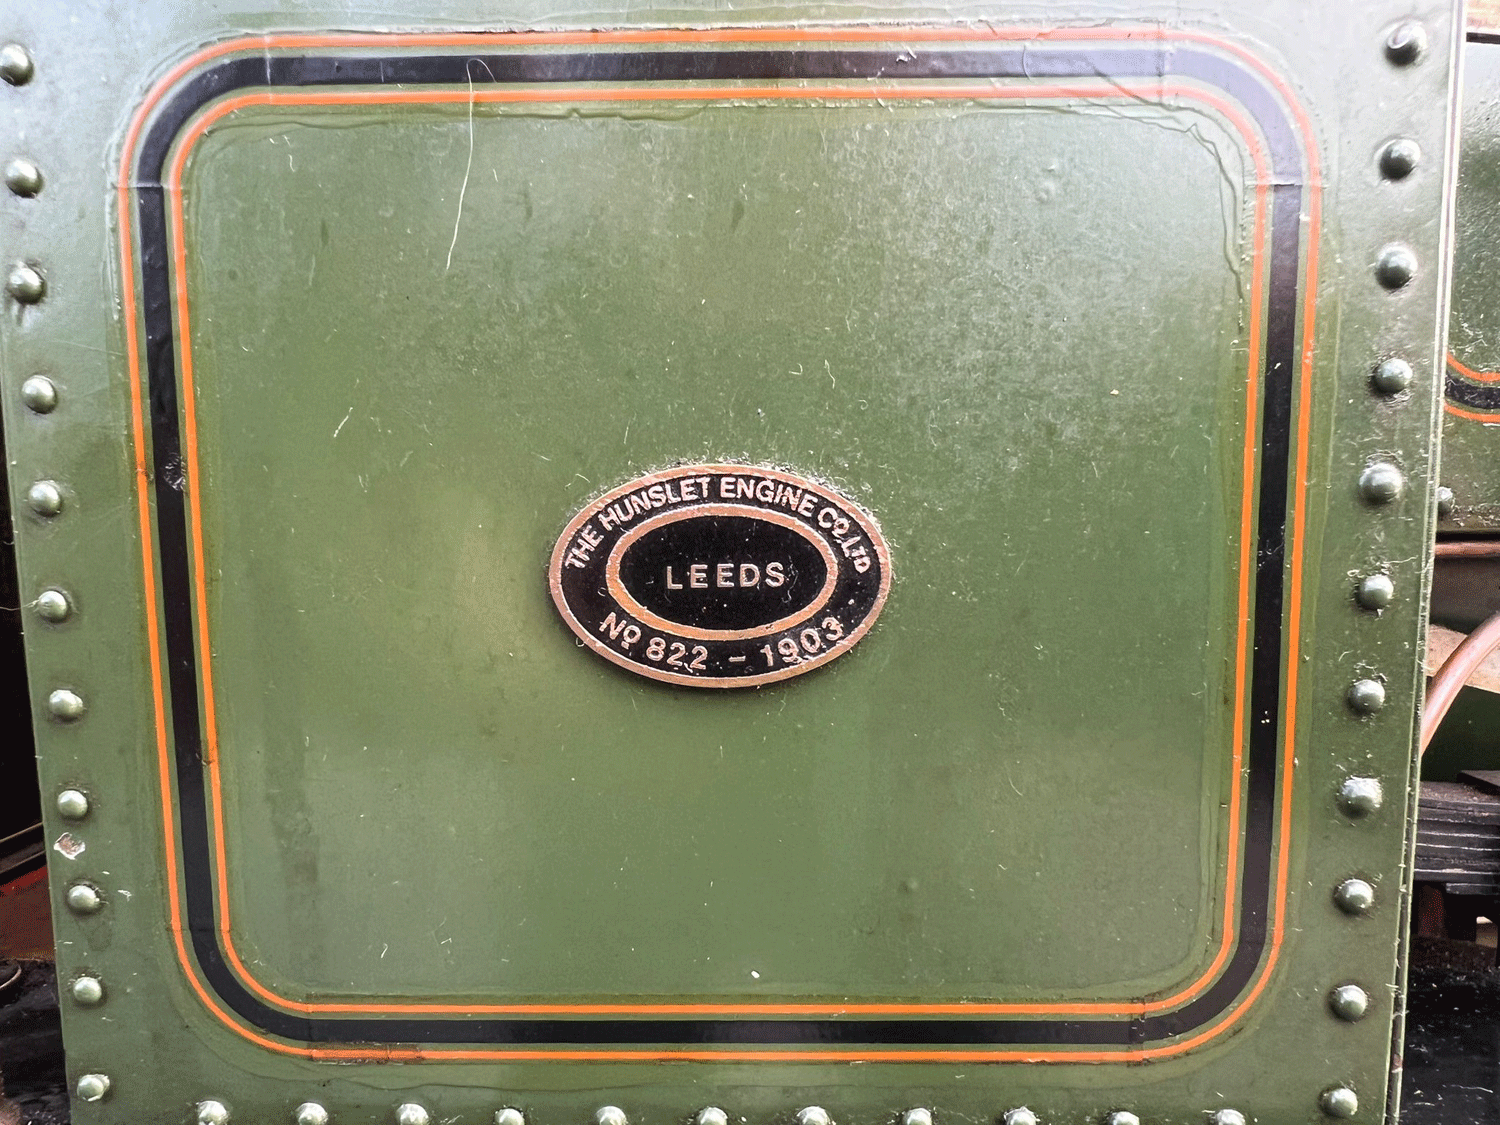 THE HUNSLET ENGINE CO. LTD
LEEDS
No 822 - 1903